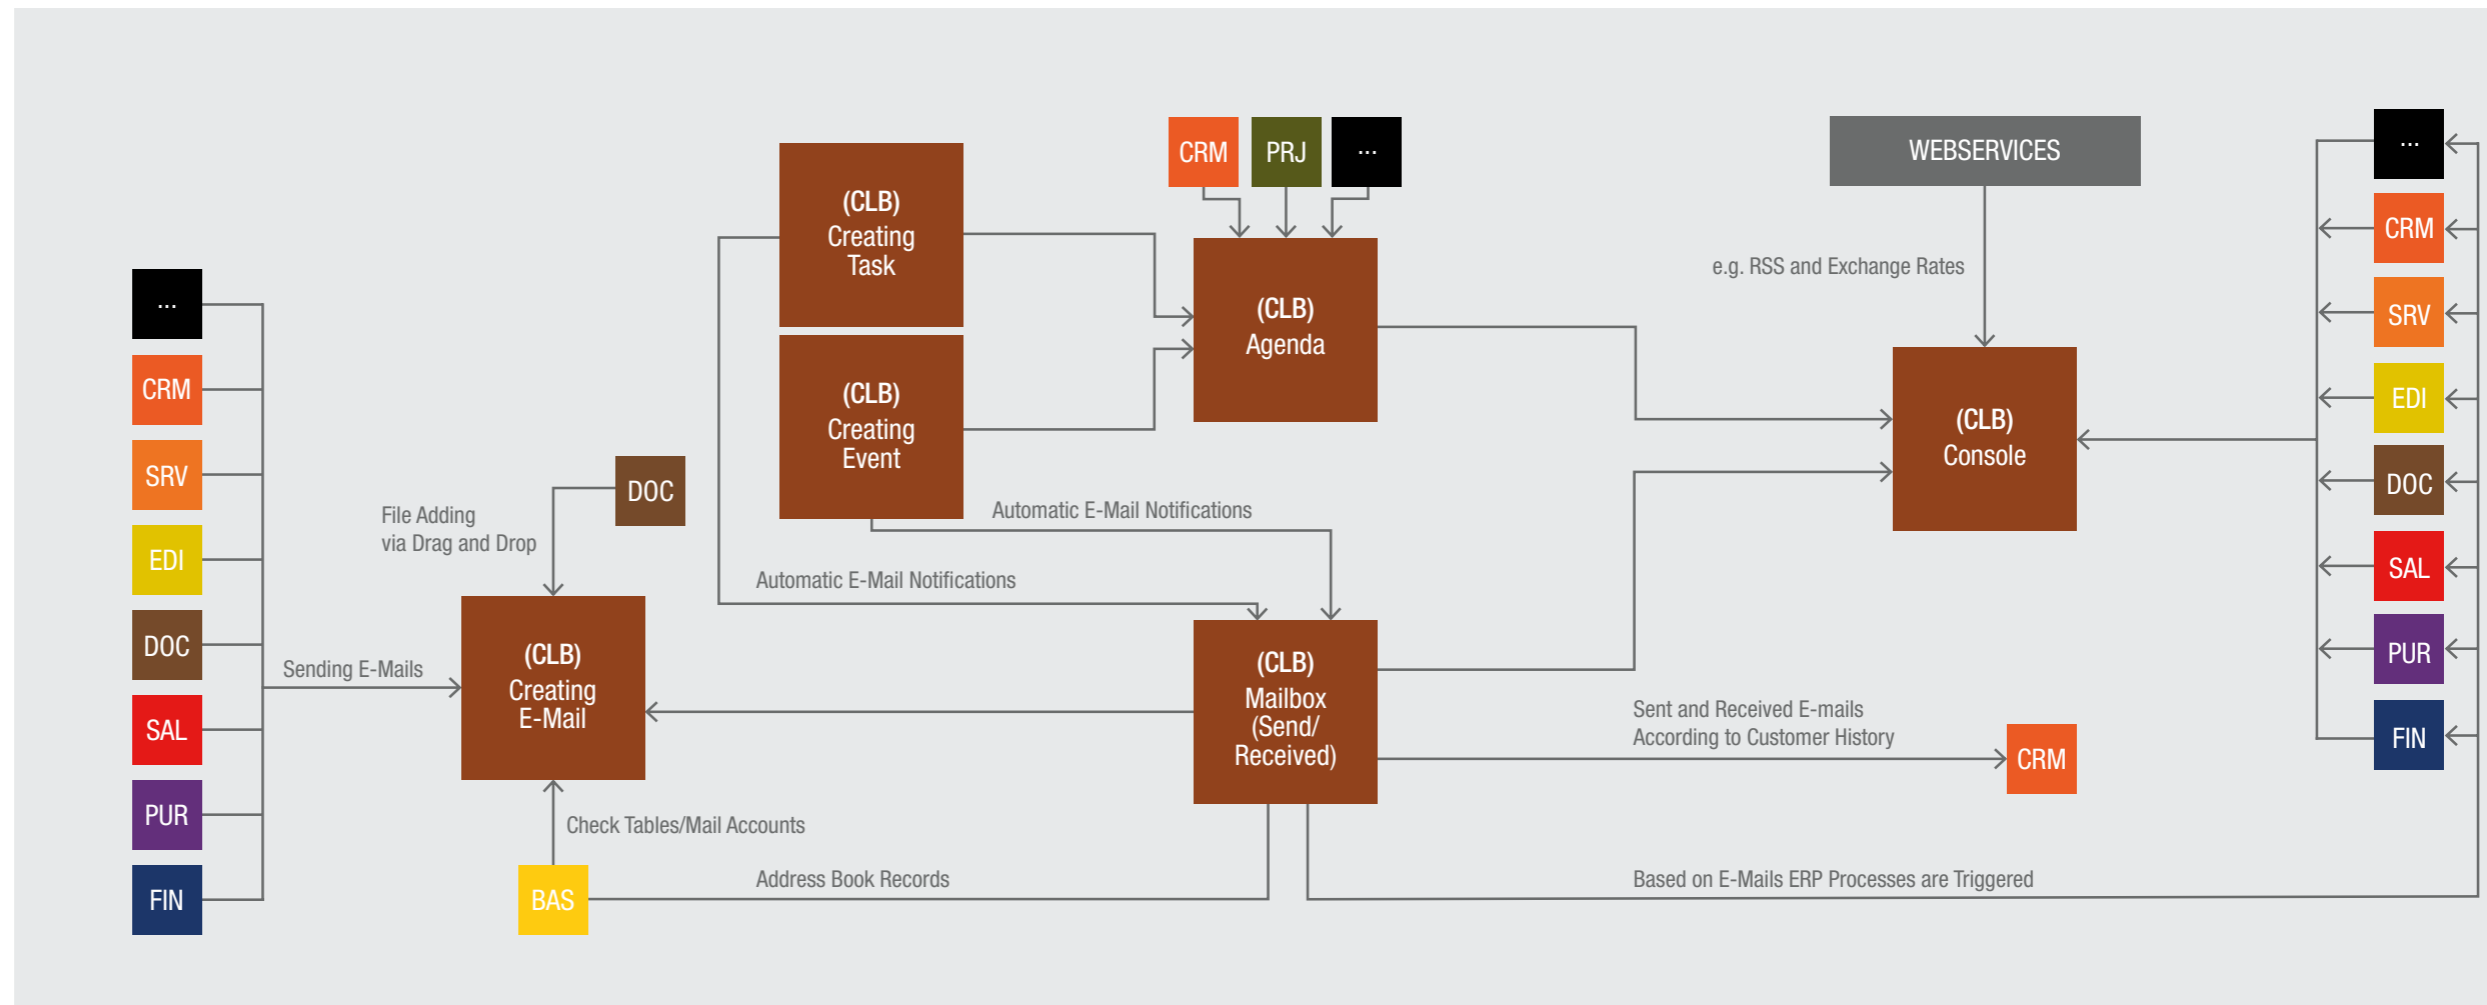 ...
CRM
SRV
EDI
DOC
SAL
PUR
FIN
Sending E-Mails
File Adding
via Drag and Drop
DOC
(CLB)
Creating
E-Mail
Check Tables/Mail Accounts
BAS
Address Book Records
(CLB)
Creating
Task
(CLB)
Creating
Event
Automatic E-Mail Notifications
Automatic E-Mail Notifications
CRM
PRJ
...
(CLB)
Agenda
(CLB)
Mailbox
(Send/
Received)
WEBSERVICES
e.g. RSS and Exchange Rates
(CLB)
Console
Sent and Received E-mails
According to Customer History
CRM
Based on E-Mails ERP Processes are Triggered
...
CRM
SRV
EDI
DOC
SAL
PUR
FIN